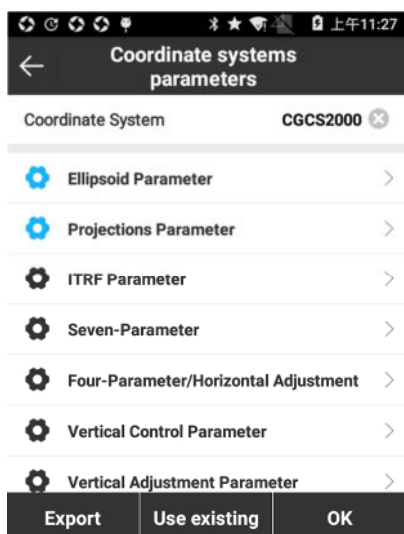 上午11:27
Coordinate systems
parameters
Coordinate System CGCS2000
Ellipsoid Parameter
Projections Parameter
ITRF Parameter
Seven-Parameter
Four-Parameter/Horizontal Adjustment
Vertical Control Parameter
Vertical Adjustment Parameter
Export Use existing OK